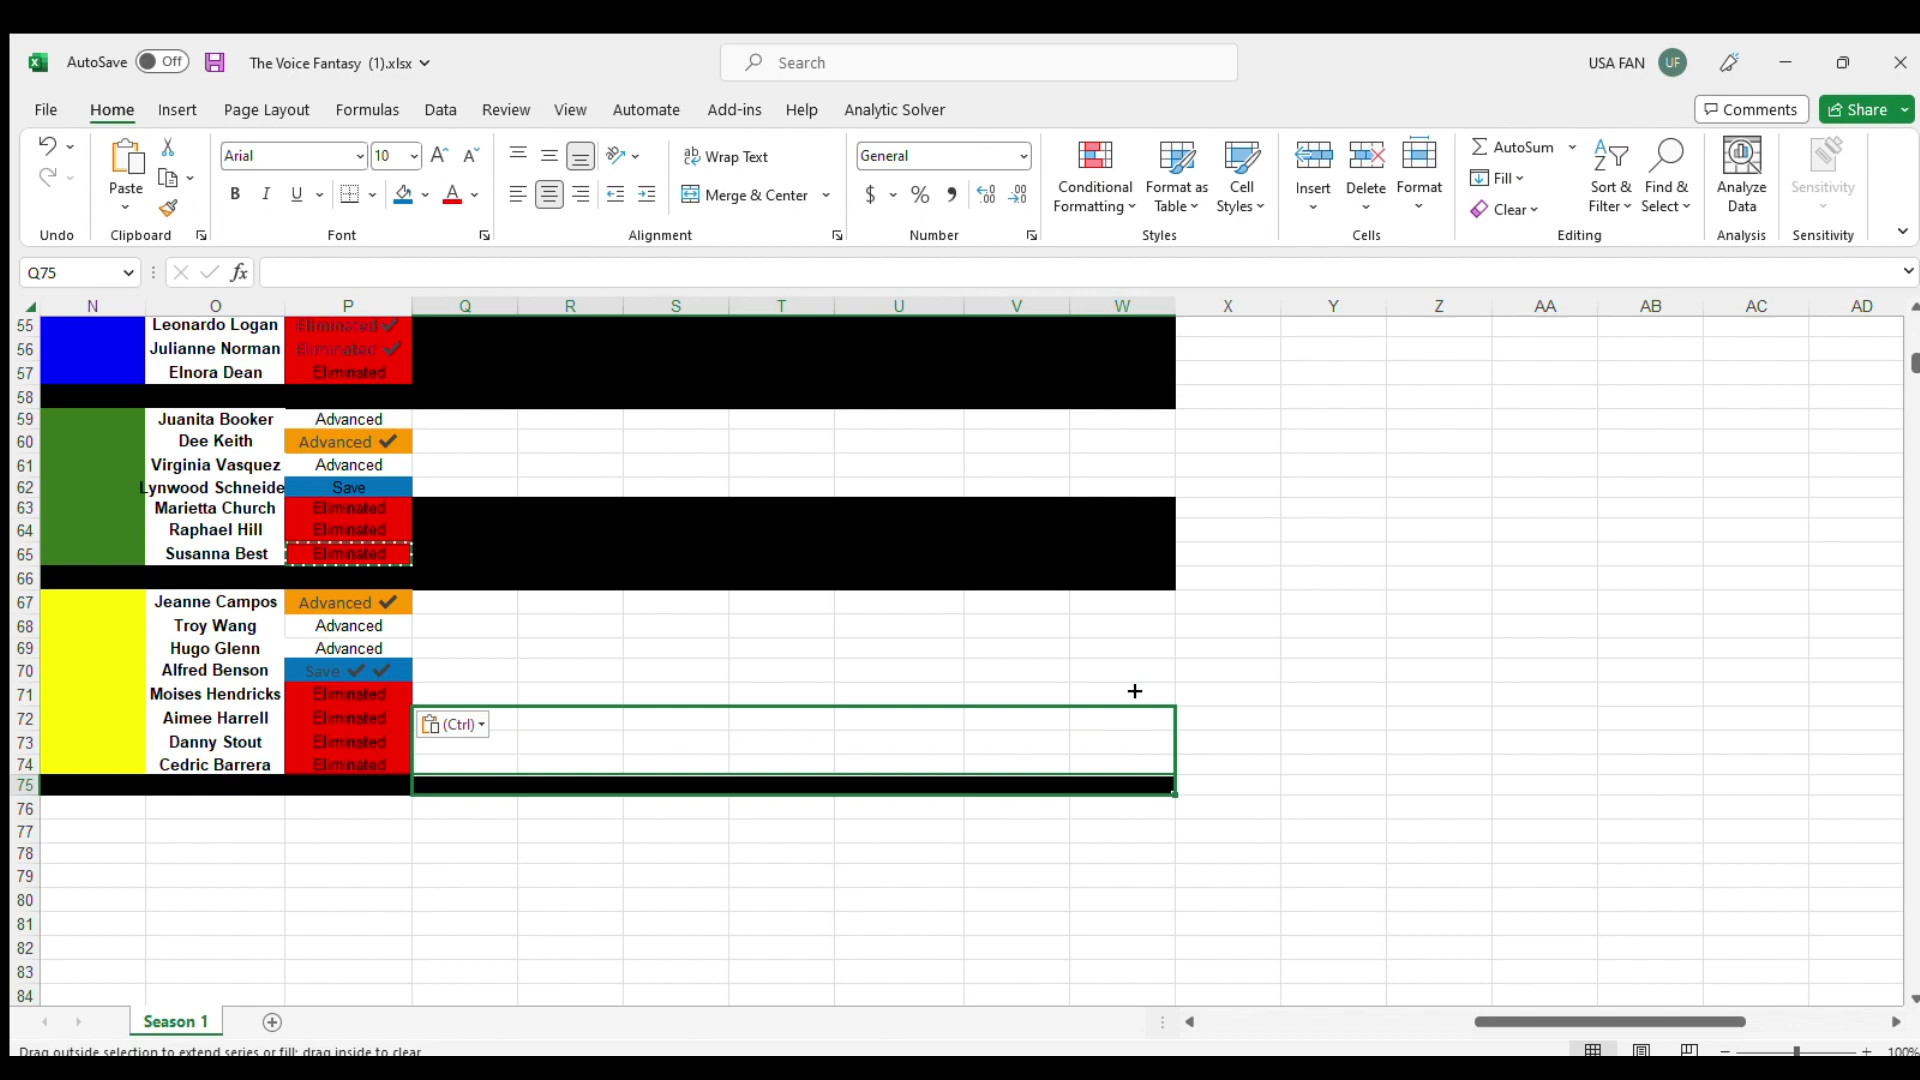 AutoSave Off The Voice Fantasy (1).xlsx Search USA FAN UF
File Home Insert Page Layout Formulas Data Review View Automate Add-ins Help Analytic Solver Comments Share
Arial 10 Wrap Text General AutoSum
Paste Conditional Formatting Format as Table Cell Styles Insert Delete Format Fill Sort & Filter Find & Select Analyze Data Sensitivity
B I U A Merge & Center $ % Clear
Undo Clipboard Font Alignment Number Styles Cells Editing Analysis Sensitivity
Q75 fx
N O P Q R S T U V W X Y Z AA AB AC AD
55 Leonardo Logan Eliminated ✔
56 Julianne Norman Eliminated ✔
57 Elnora Dean Eliminated
58
59 Juanita Booker Advanced
60 Dee Keith Advanced ✔
61 Virginia Vasquez Advanced
62 Lynwood Schneide Save
63 Marietta Church Eliminated
64 Raphael Hill Eliminated
65 Susanna Best Eliminated
66
67 Jeanne Campos Advanced ✔
68 Troy Wang Advanced
69 Hugo Glenn Advanced
70 Alfred Benson Save ✔ ✔
71 Moises Hendricks Eliminated
72 Aimee Harrell Eliminated (Ctrl)
73 Danny Stout Eliminated
74 Cedric Barrera Eliminated
75
76
77
78
79
80
81
82
83
84
Season 1
Drag outside selection to extend series or fill; drag inside to clear 100%